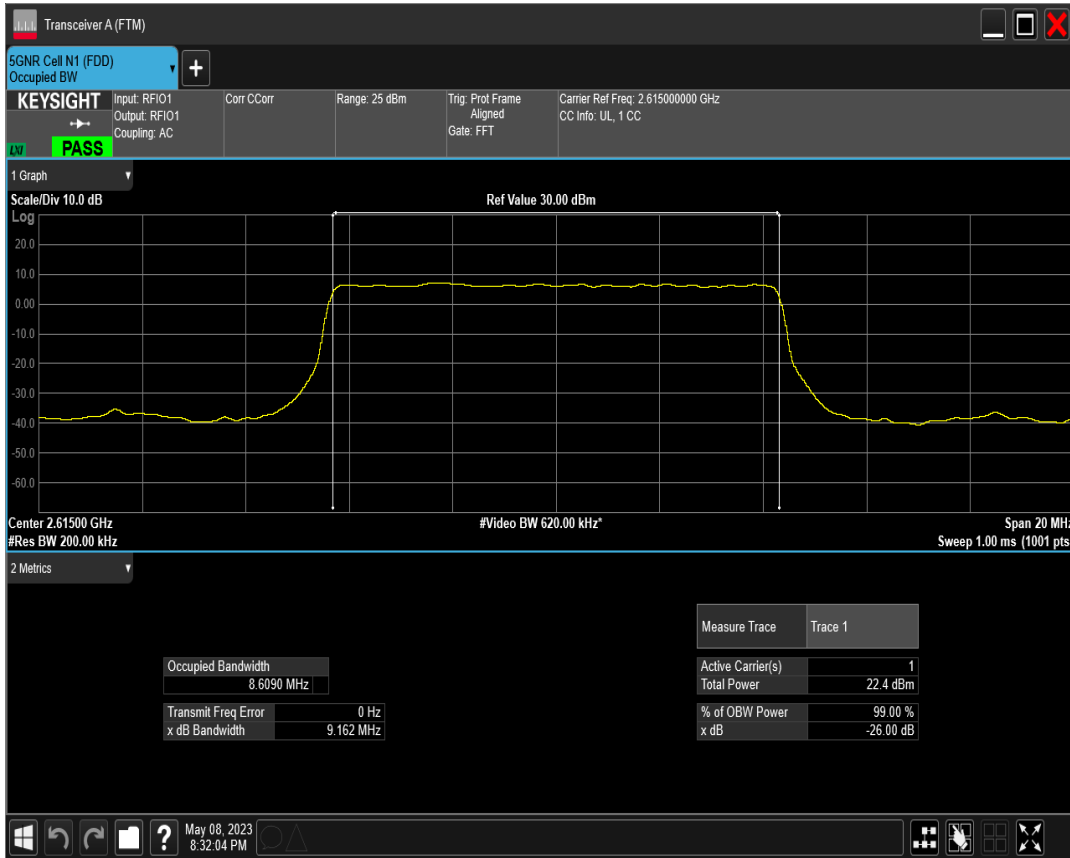 Transceiver A (FTM)
5GNR Cell N1 (FDD)
Occupied BW
+
KEYSIGHT
LXI
PASS
Input: RFIO1
Output: RFIO1
Coupling: AC
Corr CCorr
Range: 25 dBm
Trig: Prot Frame
Aligned
Gate: FFT
Carrier Ref Freq: 2.615000000 GHz
CC Info: UL, 1 CC
1 Graph
Scale/Div 10.0 dB
Ref Value 30.00 dBm
Log
20.0
10.0
0.00
-10.0
-20.0
-30.0
-40.0
-50.0
-60.0
Center 2.61500 GHz
#Video BW 620.00 kHz*
Span 20 MHz
#Res BW 200.00 kHz
Sweep 1.00 ms (1001 pts
2 Metrics
Measure Trace Trace 1
Occupied Bandwidth
8.6090 MHz
Active Carrier(s) 1
Total Power 22.4 dBm
Transmit Freq Error 0 Hz
x dB Bandwidth 9.162 MHz
% of OBW Power 99.00 %
x dB -26.00 dB
?
May 08, 2023
8:32:04 PM